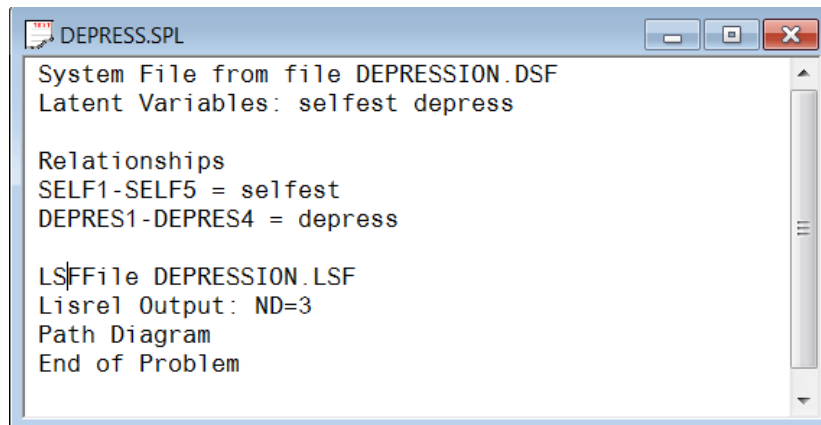 DEPRESS.SPL
System File from file DEPRESSION.DSF
Latent Variables: selfest depress
Relationships
SELF1-SELF5 = selfest
DEPRES1-DEPRES4 = depress
LSFFile DEPRESSION.LSF
Lisrel Output: ND=3
Path Diagram
End of Problem